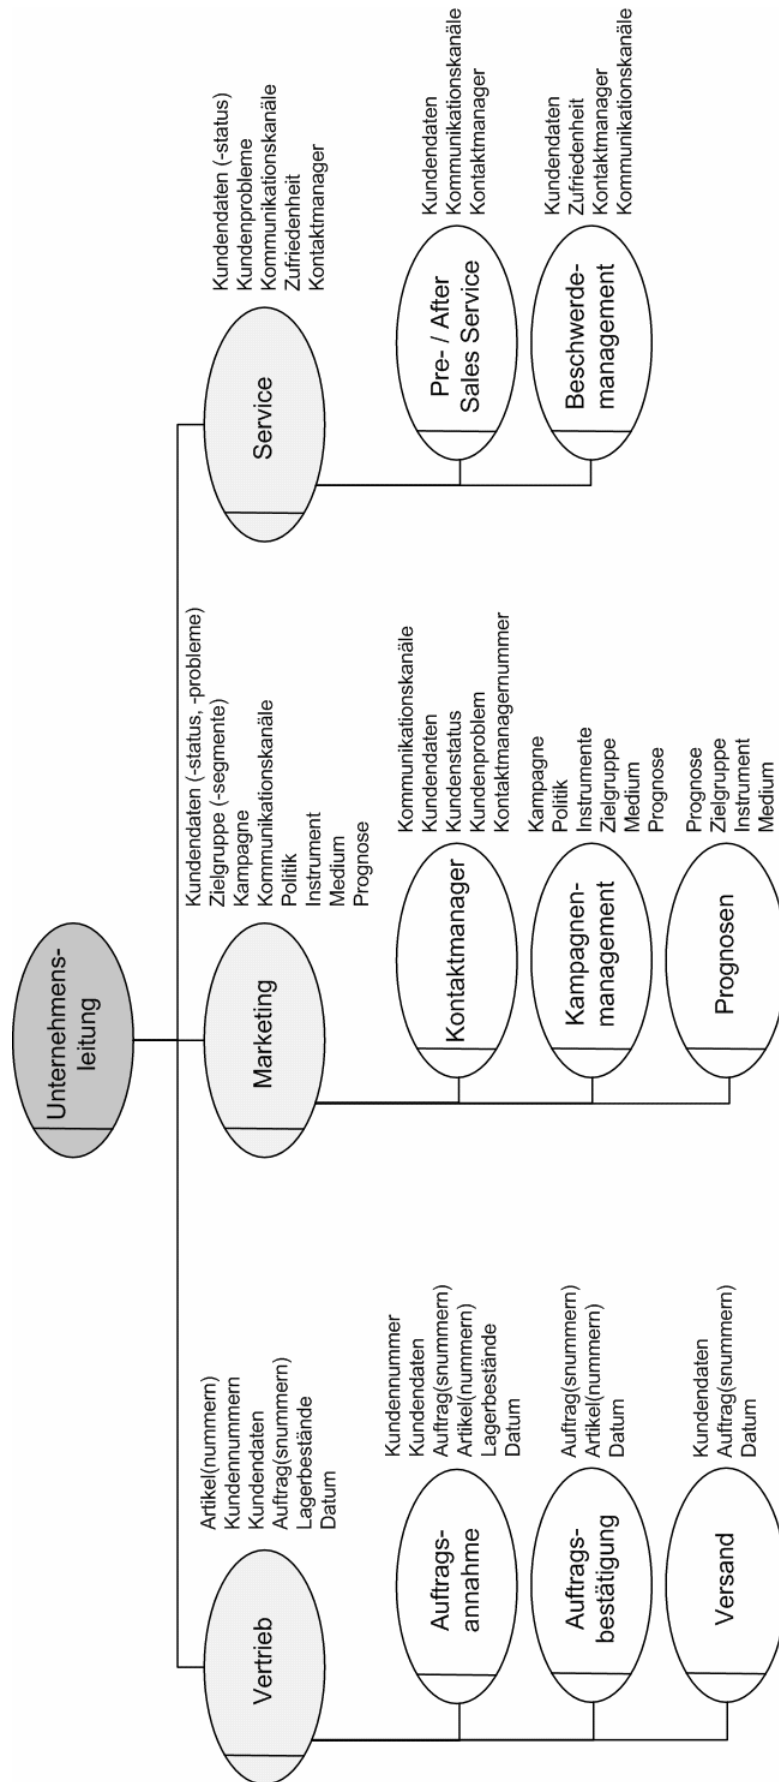 Unternehmens-
leitung
Vertrieb
Artikel(nummern)
Kundennummern
Kundendaten
Auftrag(snummern)
Lagerbestände
Datum
Auftrags-
annahme
Kundennummer
Kundendaten
Auftrag(snummern)
Artikel(nummern)
Lagerbestände
Datum
Auftrags-
bestätigung
Auftrag(snummern)
Artikel(nummern)
Datum
Versand
Kundendaten
Auftrag(snummern)
Datum
Marketing
Kundendaten (-status, -probleme)
Zielgruppe (-segmente)
Kampagne
Kommunikationskanäle
Politik
Instrument
Medium
Prognose
Kontaktmanager
Kommunikationskanäle
Kundendaten
Kundenstatus
Kundenproblem
Kontaktmanagernummer
Kampagnen-
management
Kampagne
Politik
Instrumente
Zielgruppe
Medium
Prognose
Prognosen
Prognose
Zielgruppe
Instrument
Medium
Service
Kundendaten (-status)
Kundenprobleme
Kommunikationskanäle
Zufriedenheit
Kontaktmanager
Pre- / After
Sales Service
Kundendaten
Kommunikationskanäle
Kontaktmanager
Beschwerde-
management
Kundendaten
Zufriedenheit
Kontaktmanager
Kommunikationskanäle